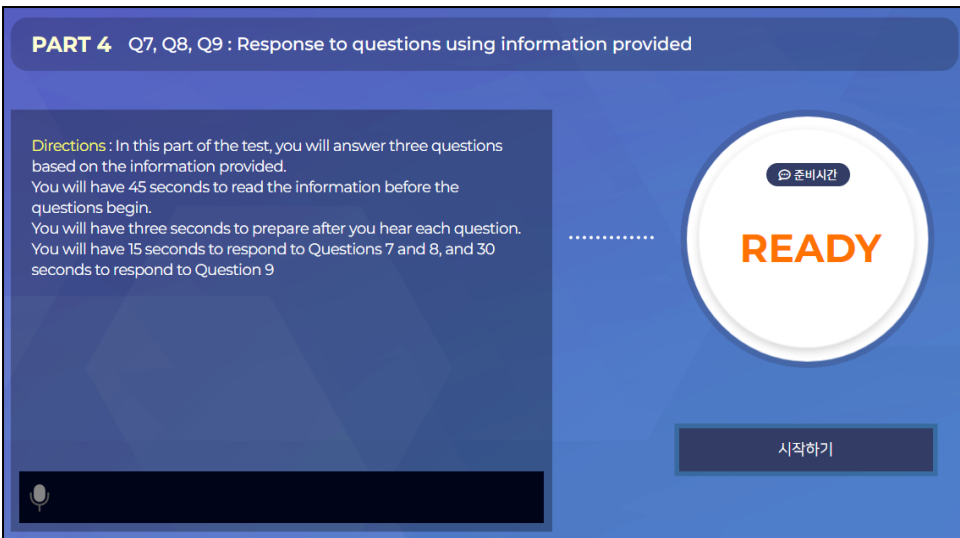 PART 4 Q7, Q8, Q9 : Response to questions using information provided
Directions : In this part of the test, you will answer three questions
based on the information provided.
You will have 45 seconds to read the information before the
questions begin.
You will have three seconds to prepare after you hear each question.
You will have 15 seconds to respond to Questions 7 and 8, and 30
seconds to respond to Question 9
준비시간
READY
시작하기